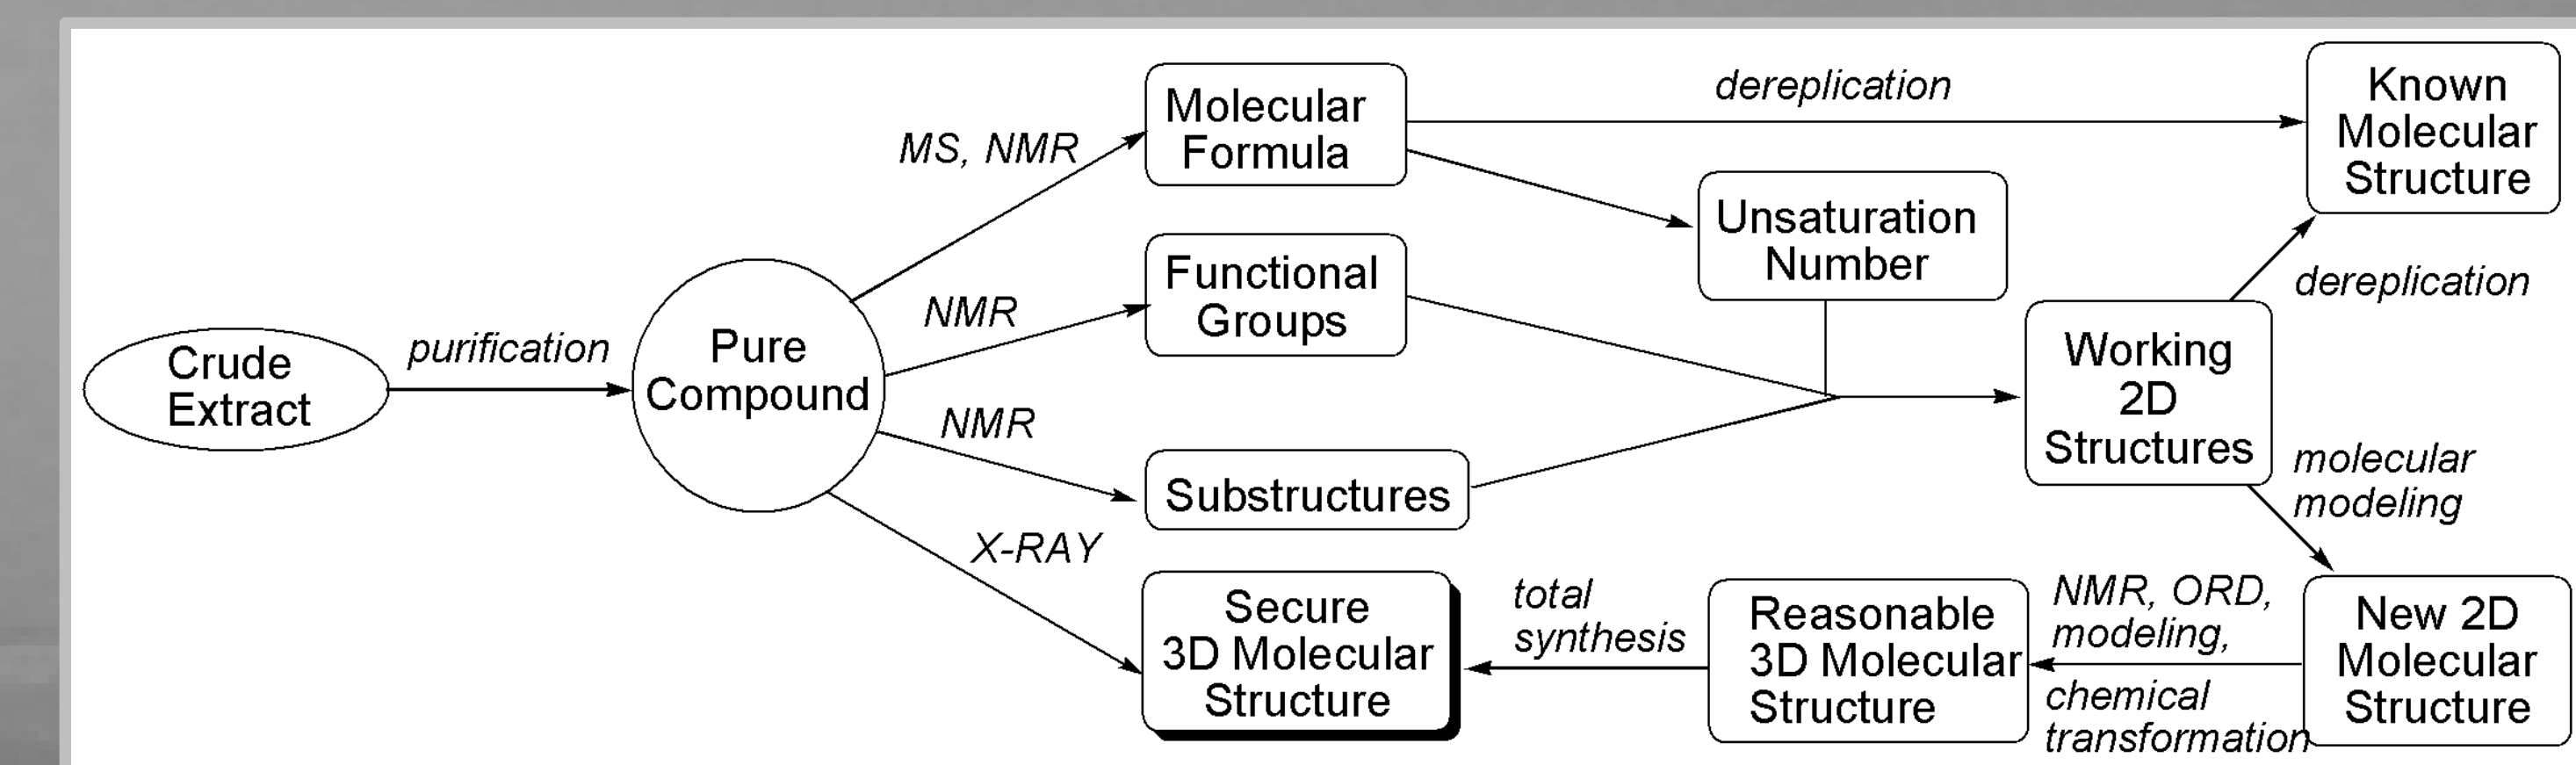 Crude
Extract
purification
Pure
Compound
MS, NMR
NMR
NMR
X-RAY
Molecular
Formula
Functional
Groups
Substructures
Secure
3D Molecular
Structure
dereplication
Unsaturation
Number
Working
2D
Structures
dereplication
Known
Molecular
Structure
molecular
modeling
New 2D
Molecular
Structure
NMR, ORD,
modeling,
chemical
transformation
Reasonable
3D Molecular
Structure
total
synthesis